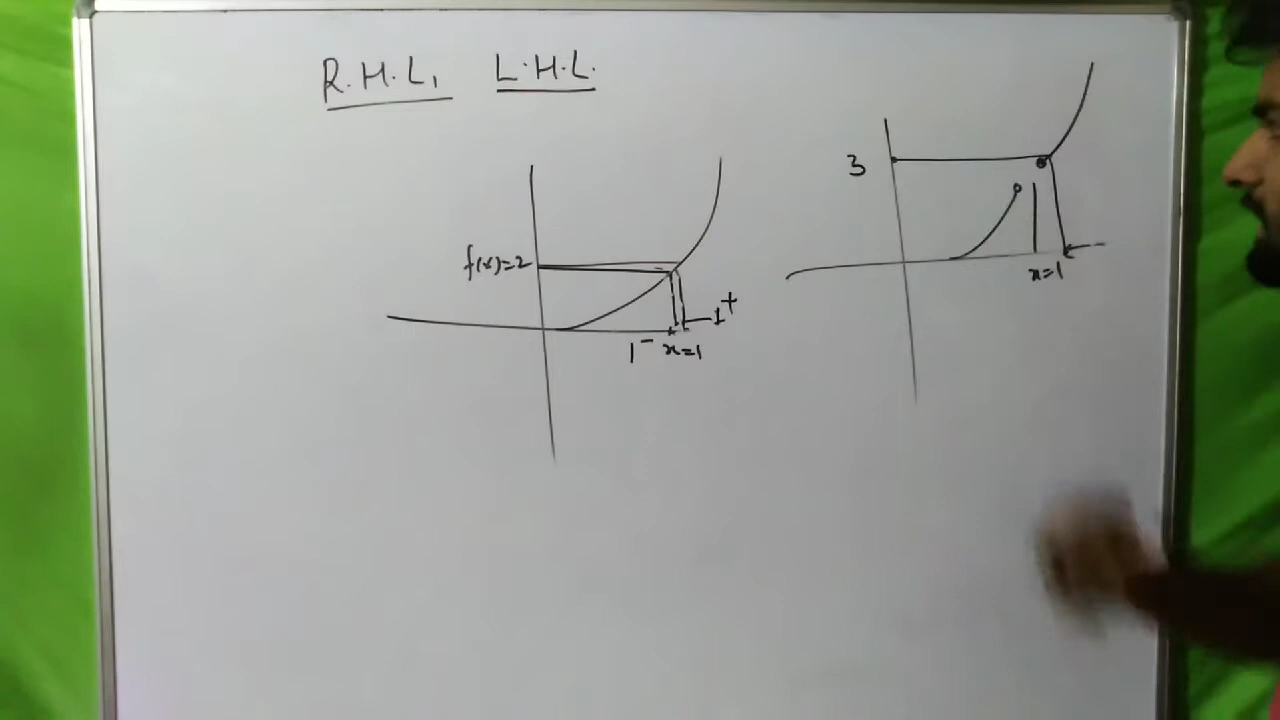 R.H.L, L.H.L.
3
f(x)=2
x=1
1⁺
1⁻ x=1